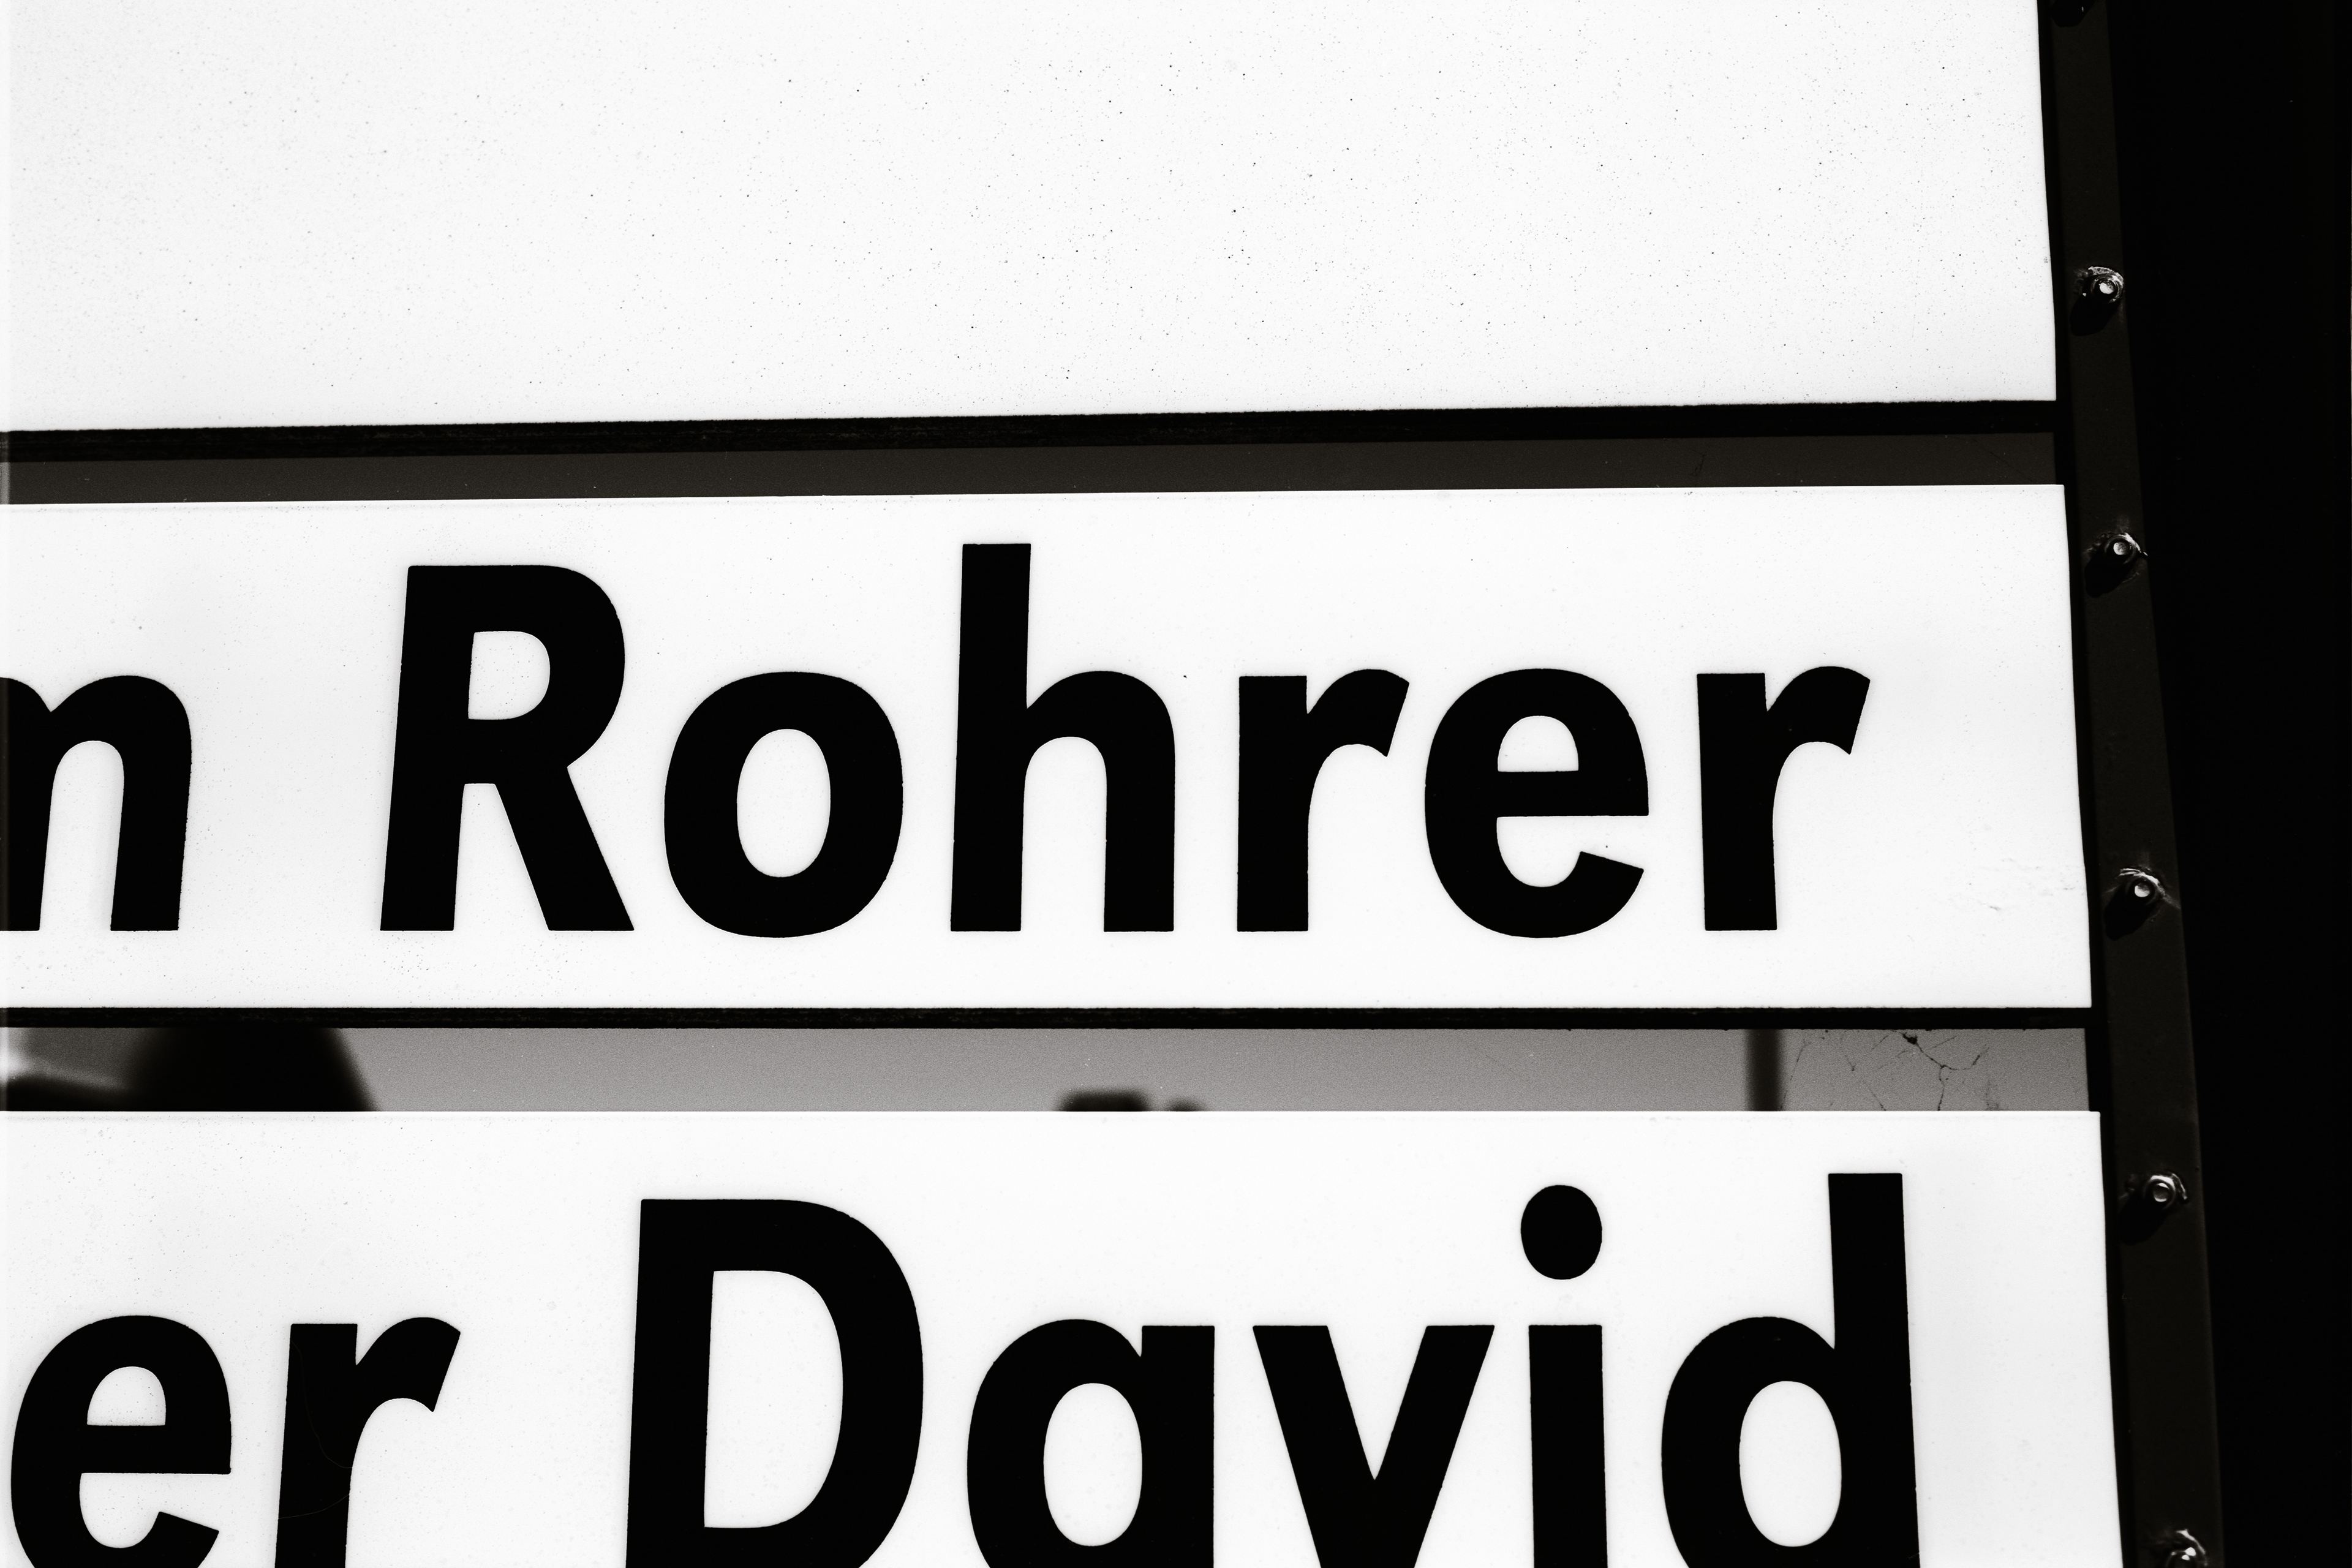 m Rohrer
er David